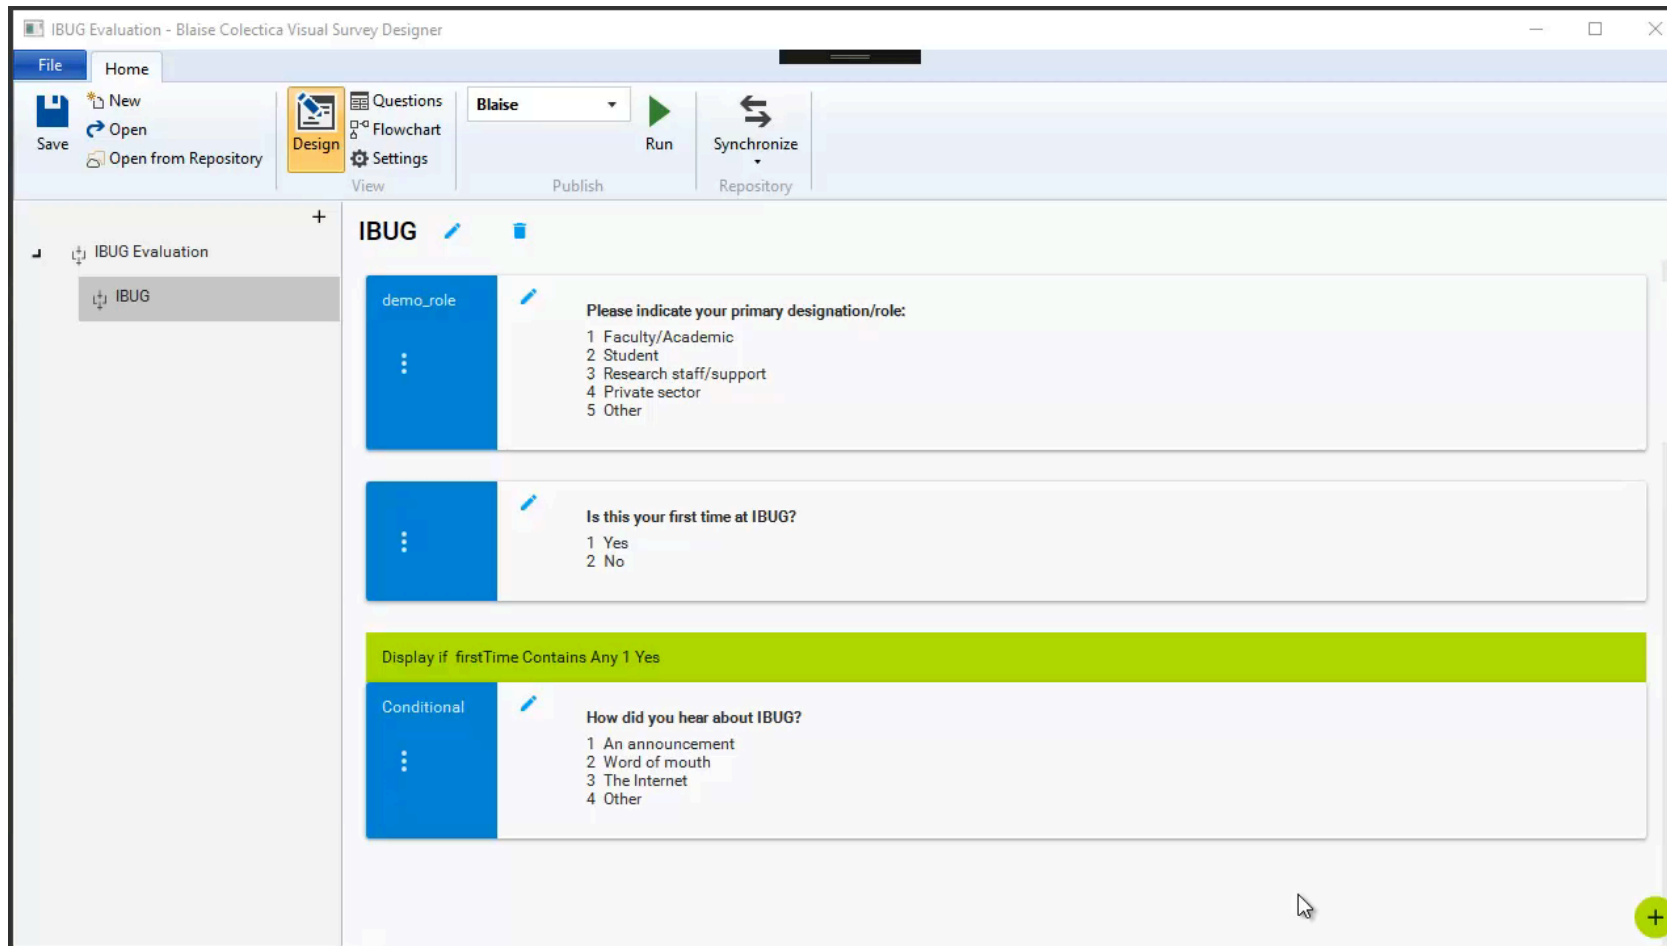 IBUG Evaluation - Blaise Colectica Visual Survey Designer
File
Home
Save
New
Open
Open from Repository
Design
Questions
Flowchart
Settings
View
Blaise
Run
Publish
Synchronize
Repository
+
IBUG Evaluation
IBUG
IBUG
demo_role
Please indicate your primary designation/role:
1 Faculty/Academic
2 Student
3 Research staff/support
4 Private sector
5 Other
Is this your first time at IBUG?
1 Yes
2 No
Display if firstTime Contains Any 1 Yes
Conditional
How did you hear about IBUG?
1 An announcement
2 Word of mouth
3 The Internet
4 Other
+